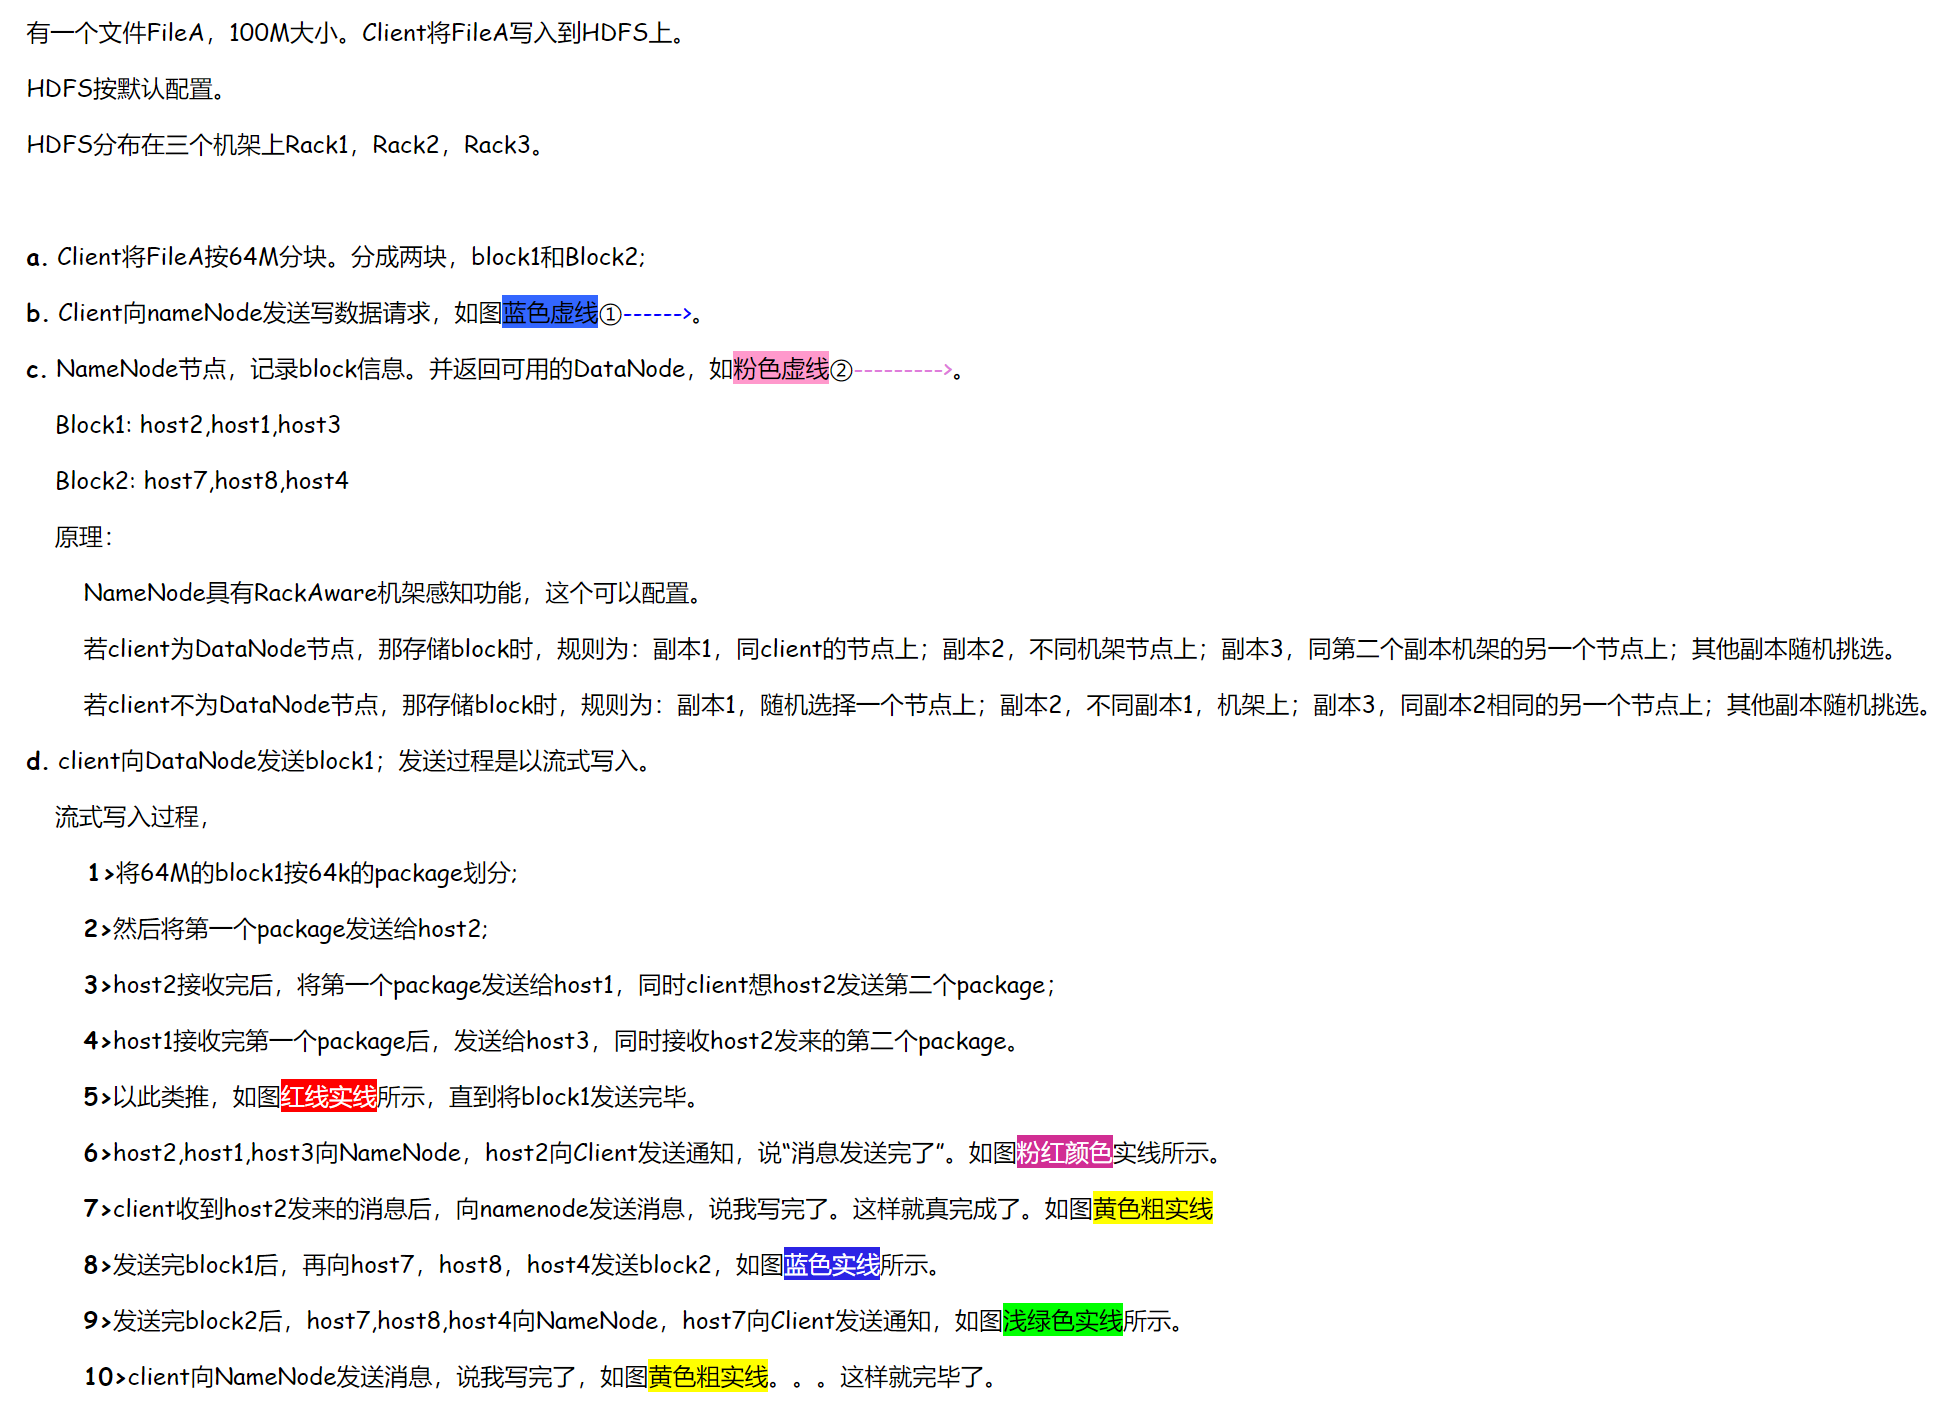 有一个文件FileA，100M大小。Client将FileA写入到HDFS上。
HDFS按默认配置。
HDFS分布在三个机架上Rack1，Rack2，Rack3。
a. Client将FileA按64M分块。分成两块，block1和Block2;
b. Client向nameNode发送写数据请求，如图蓝色虚线①------>。
c. NameNode节点，记录block信息。并返回可用的DataNode，如粉色虚线②--------->。
Block1: host2,host1,host3
Block2: host7,host8,host4
原理：
NameNode具有RackAware机架感知功能，这个可以配置。
若client为DataNode节点，那存储block时，规则为：副本1，同client的节点上；副本2，不同机架节点上；副本3，同第二个副本机架的另一个节点上；其他副本随机挑选。
若client不为DataNode节点，那存储block时，规则为：副本1，随机选择一个节点上；副本2，不同副本1，机架上；副本3，同副本2相同的另一个节点上；其他副本随机挑选。
d. client向DataNode发送block1；发送过程是以流式写入。
流式写入过程，
1>将64M的block1按64k的package划分;
2>然后将第一个package发送给host2;
3>host2接收完后，将第一个package发送给host1，同时client想host2发送第二个package；
4>host1接收完第一个package后，发送给host3，同时接收host2发来的第二个package。
5>以此类推，如图红线实线所示，直到将block1发送完毕。
6>host2,host1,host3向NameNode，host2向Client发送通知，说“消息发送完了”。如图粉红颜色实线所示。
7>client收到host2发来的消息后，向namenode发送消息，说我写完了。这样就真完成了。如图黄色粗实线
8>发送完block1后，再向host7，host8，host4发送block2，如图蓝色实线所示。
9>发送完block2后，host7,host8,host4向NameNode，host7向Client发送通知，如图浅绿色实线所示。
10>client向NameNode发送消息，说我写完了，如图黄色粗实线。。。这样就完毕了。